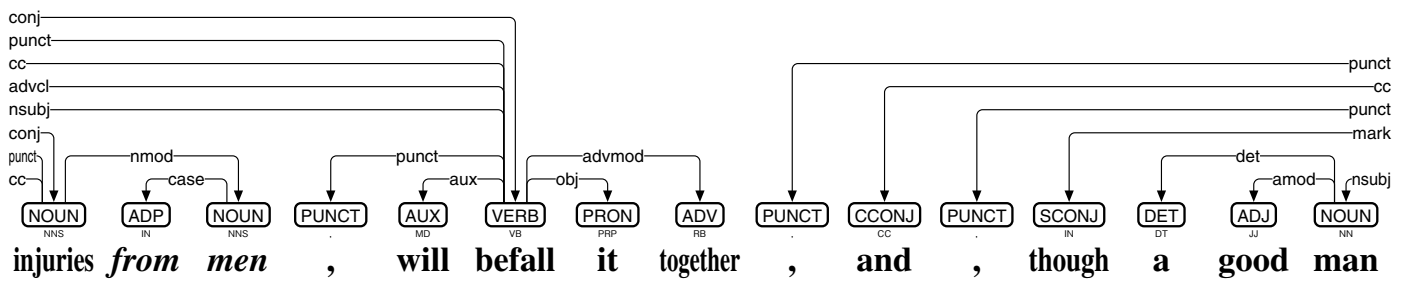 conj
punct punct
cc cc
advcl punct
nsubj mark
conj nmod punct advmod det
punct case aux obj amod nsubj
cc
NOUN ADP NOUN PUNCT AUX VERB PRON ADV PUNCT CCONJ PUNCT SCONJ DET ADJ NOUN
NNS IN NNS , MD VB PRP RB , CC , IN DT JJ NN
injuries from men , will befall it together , and , though a good man